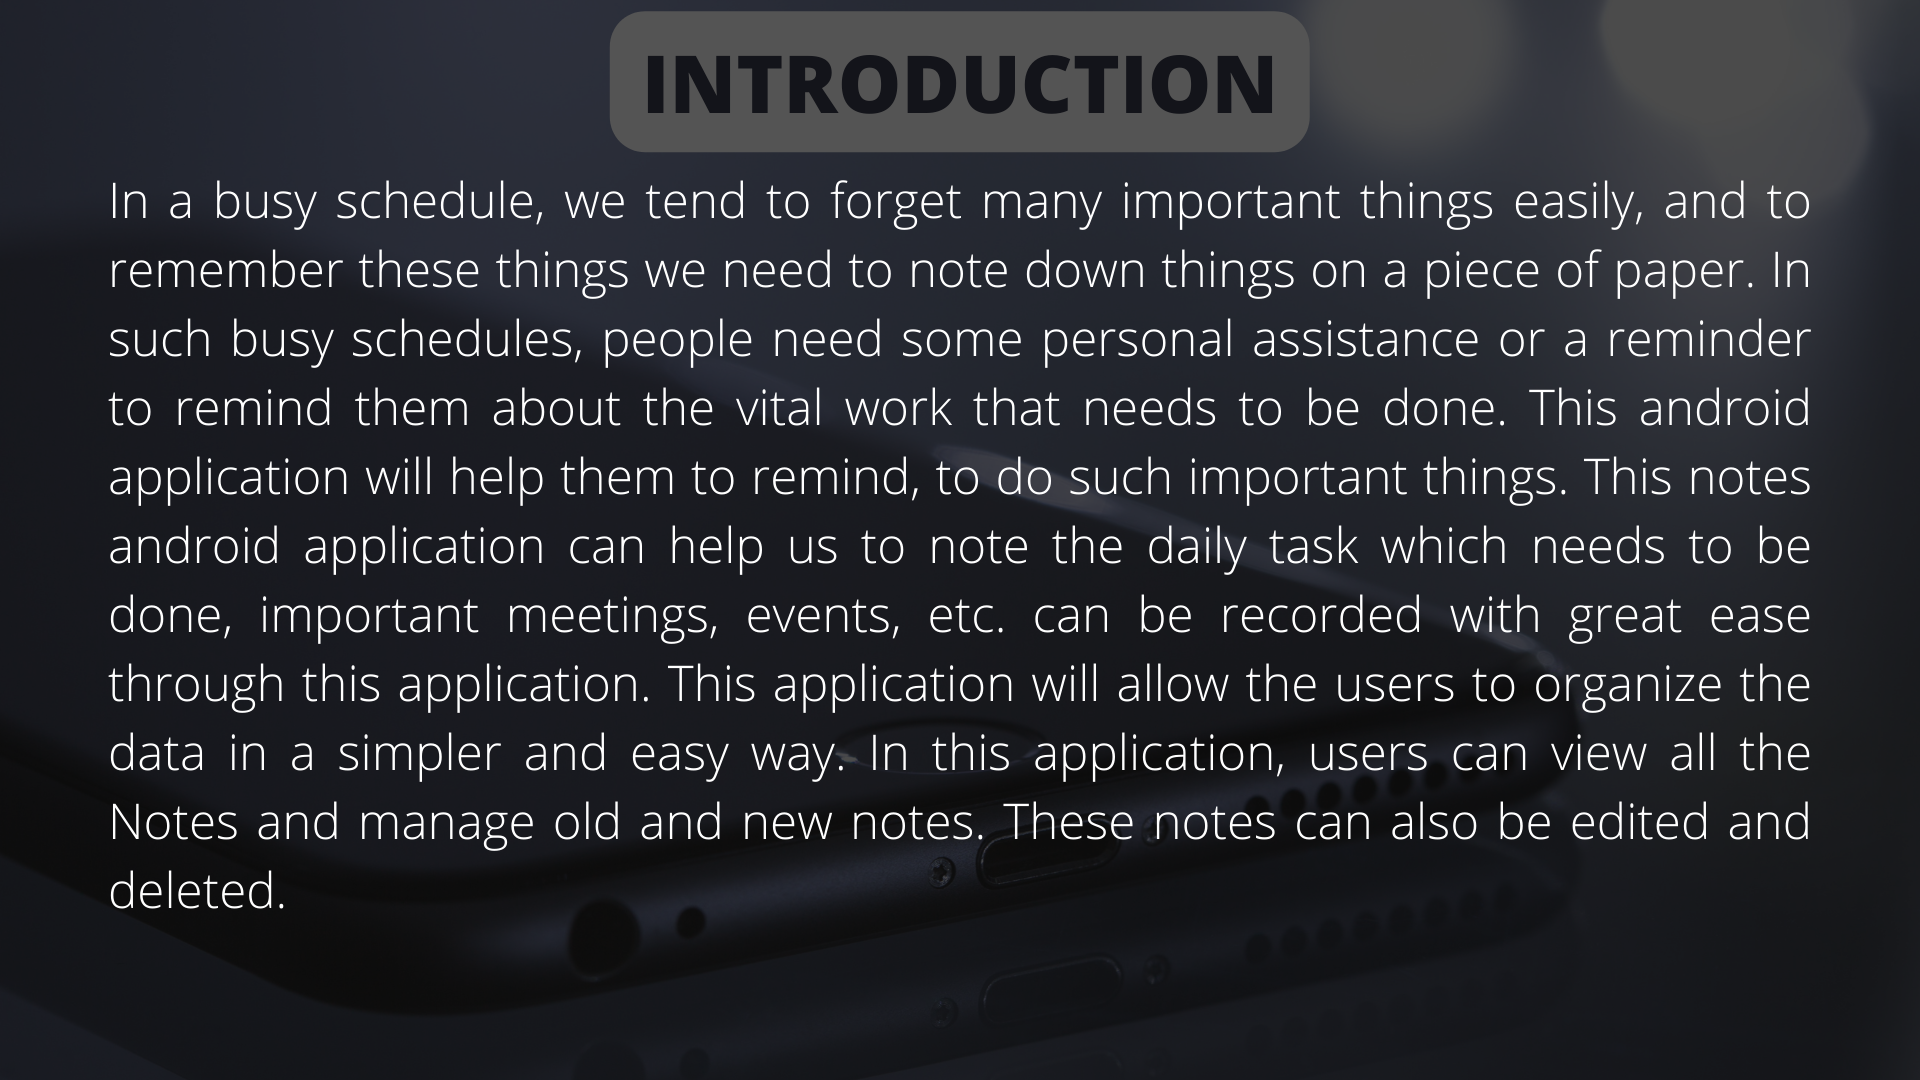 INTRODUCTION
In a busy schedule, we tend to forget many important things easily, and to
remember these things we need to note down things on a piece of paper. In
such busy schedules, people need some personal assistance or a reminder
to remind them about the vital work that needs to be done. This android
application will help them to remind, to do such important things. This notes
android application can help us to note the daily task which needs to be
done, important meetings, events, etc. can be recorded with great ease
through this application. This application will allow the users to organize the
data in a simpler and easy way. In this application, users can view all the
Notes and manage old and new notes. These notes can also be edited and
deleted.